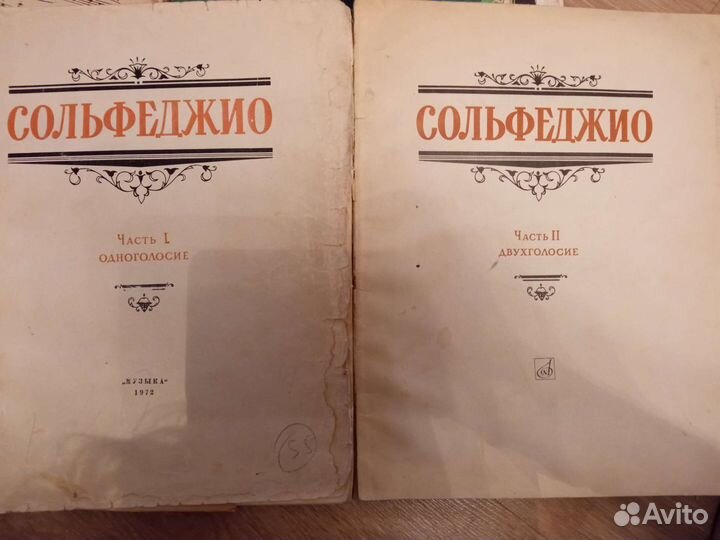 СОЛЬФЕДЖИО
ЧАСТЬ I
ОДНОГОЛОСИЕ
„МУЗЫКА"
1972
55
СОЛЬФЕДЖИО
ЧАСТЬ II
ДВУХГОЛОСИЕ
Avito